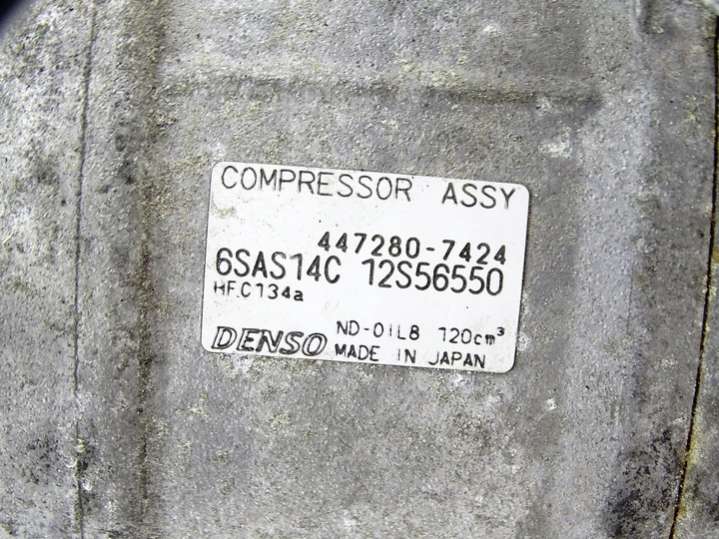 COMPRESSOR ASSY
447280-7424
6SAS14C 12S56550
HFC134a
ND-OIL8 120cm³
DENSO MADE IN JAPAN